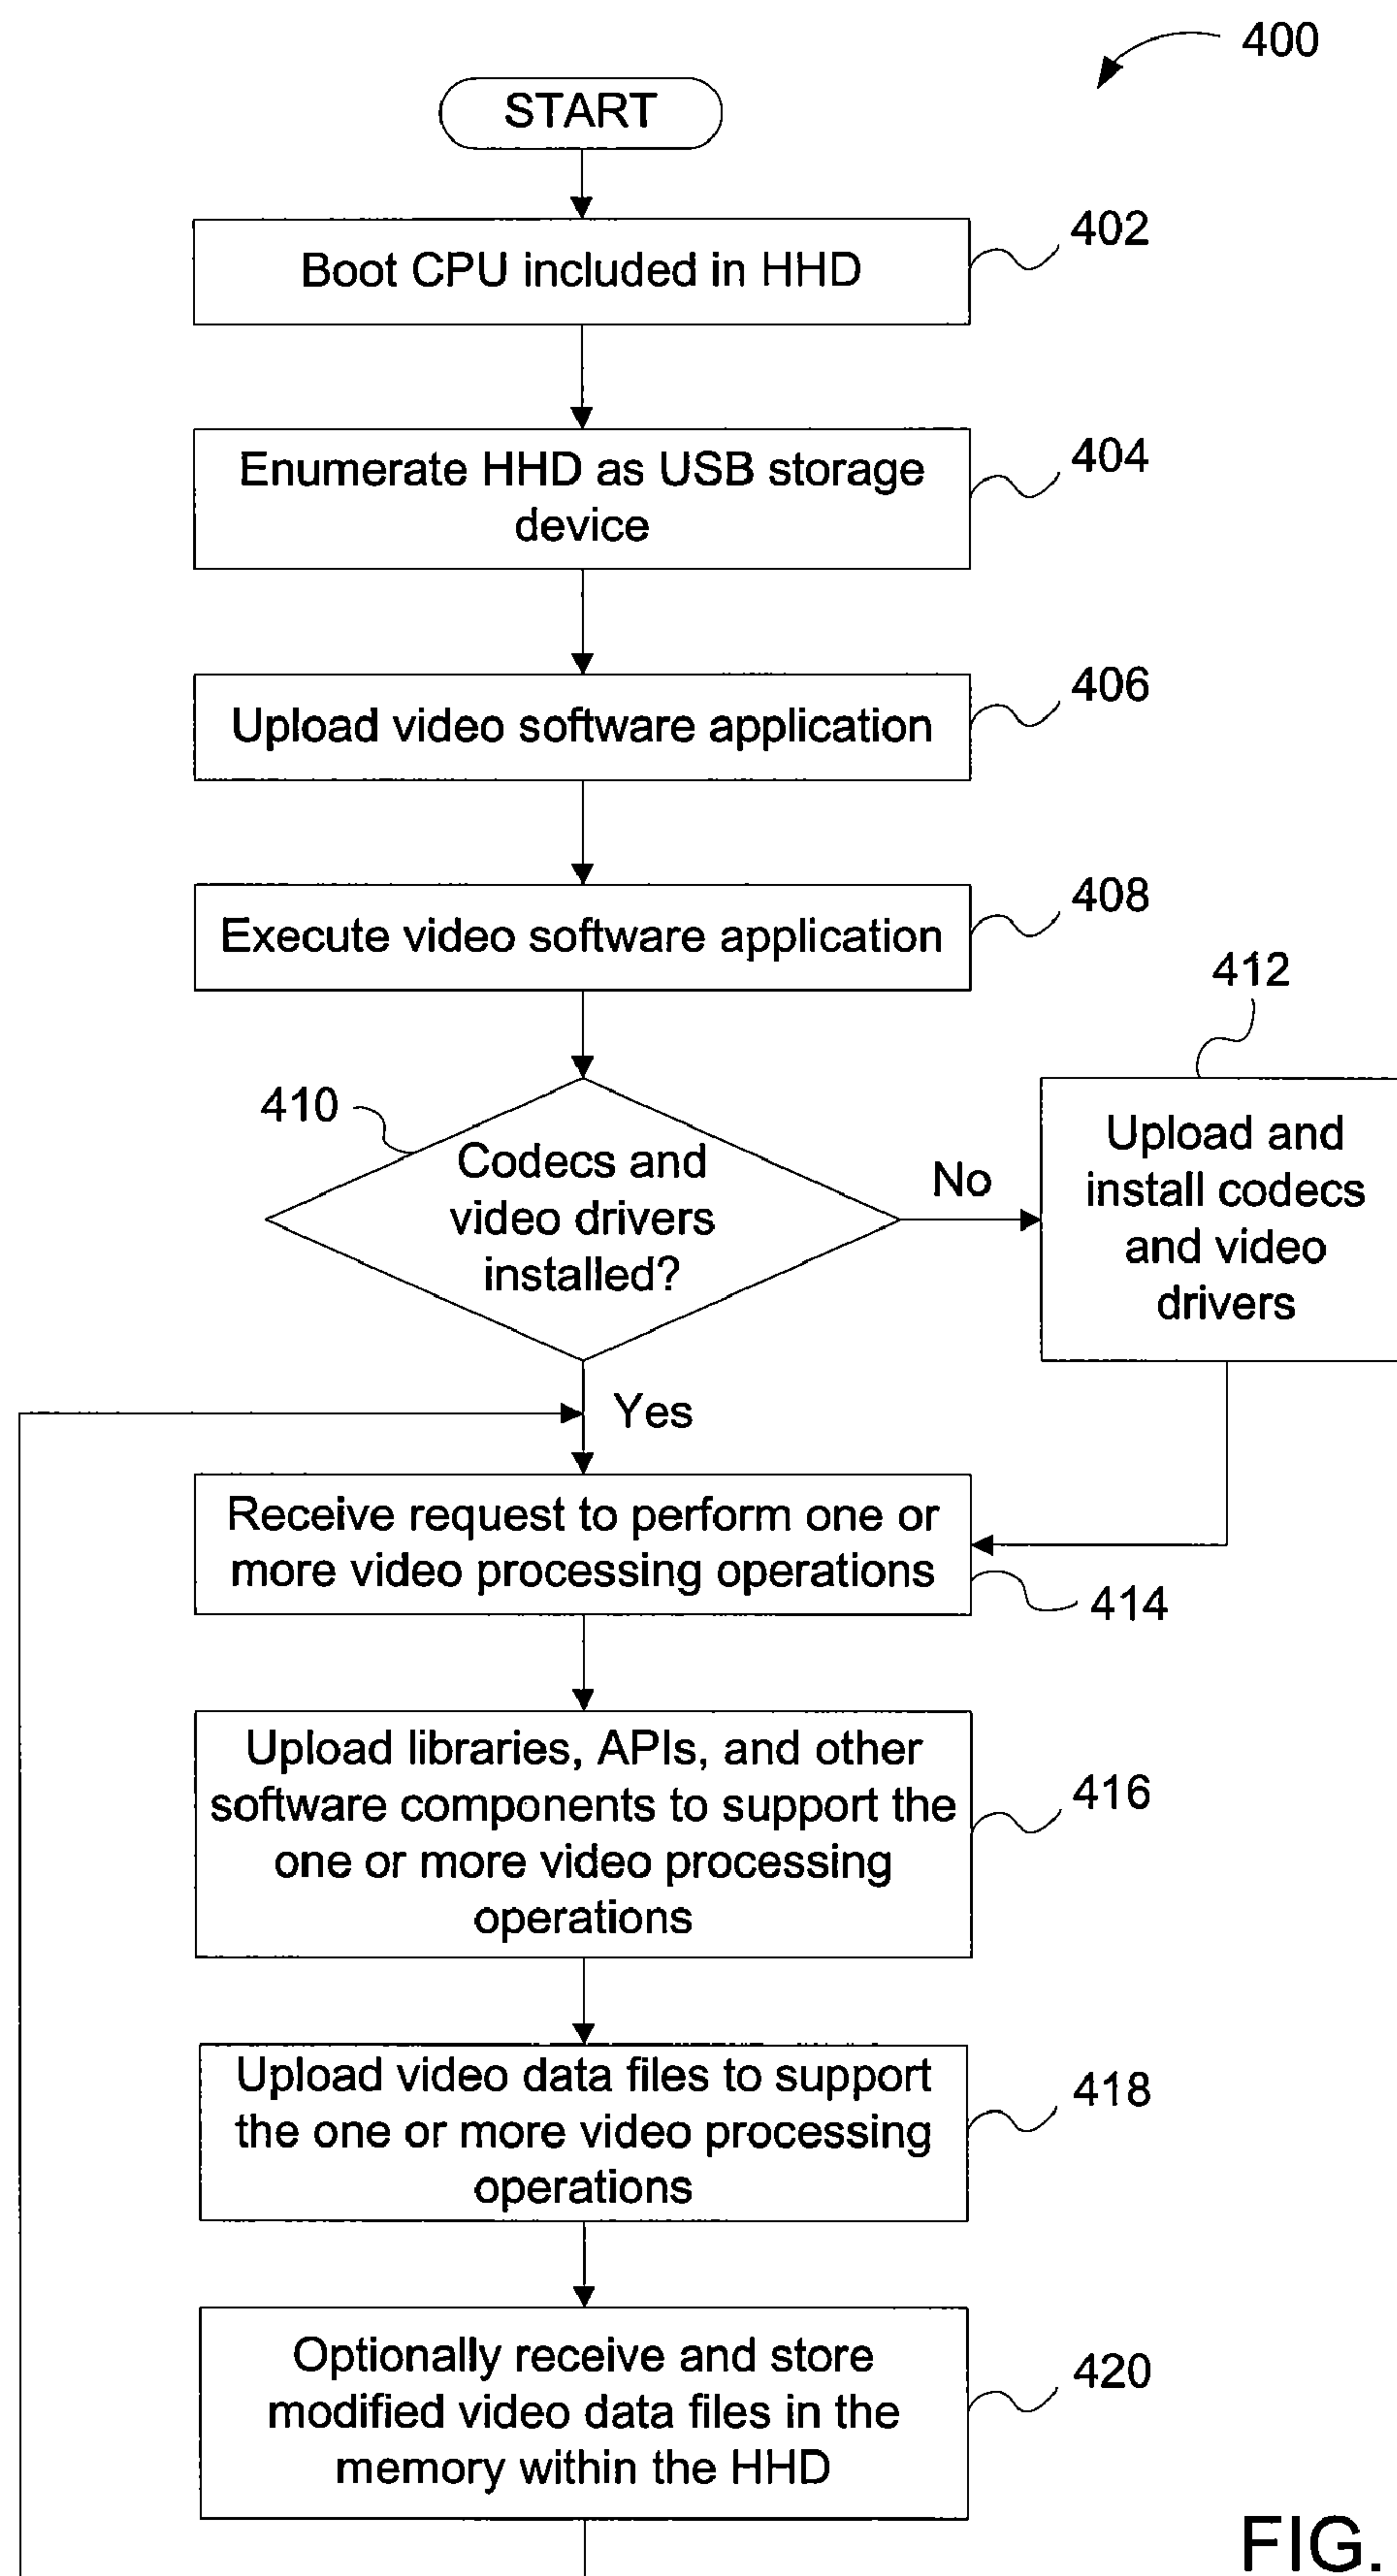 400
START
402
Boot CPU included in HHD
404
Enumerate HHD as USB storage
device
406
Upload video software application
408
Execute video software application
412
410
Codecs and
video drivers
installed?
No
Upload and
install codecs
and video
drivers
Yes
Receive request to perform one or
more video processing operations
414
Upload libraries, APIs, and other
software components to support the
one or more video processing
operations
416
Upload video data files to support
the one or more video processing
operations
418
Optionally receive and store
modified video data files in the
memory within the HHD
420
FIG.